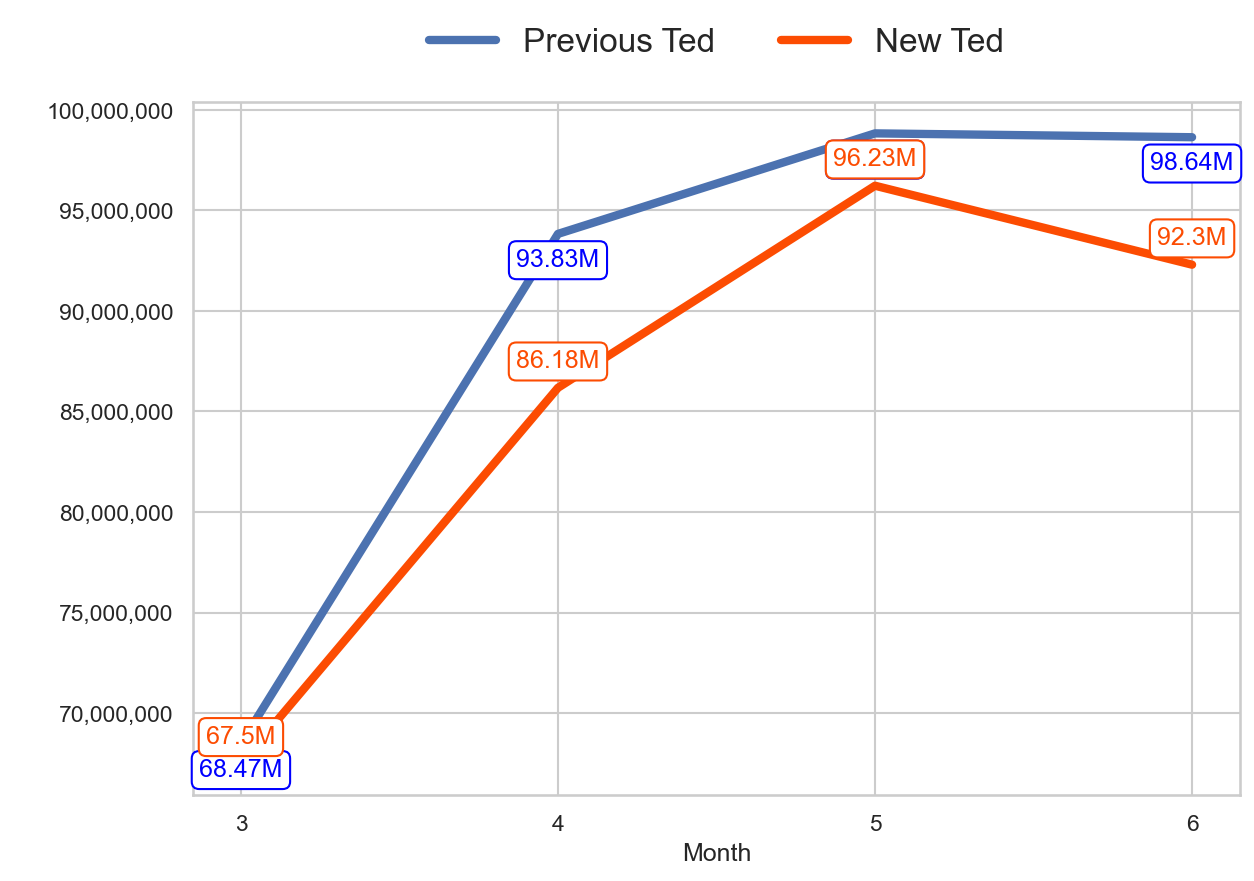 Previous Ted New Ted
100,000,000
96.23M
98.64M
95,000,000
92.3M
93.83M
90,000,000
86.18M
85,000,000
80,000,000
75,000,000
70,000,000
67.5M
68.47M
3 4 5 6
Month